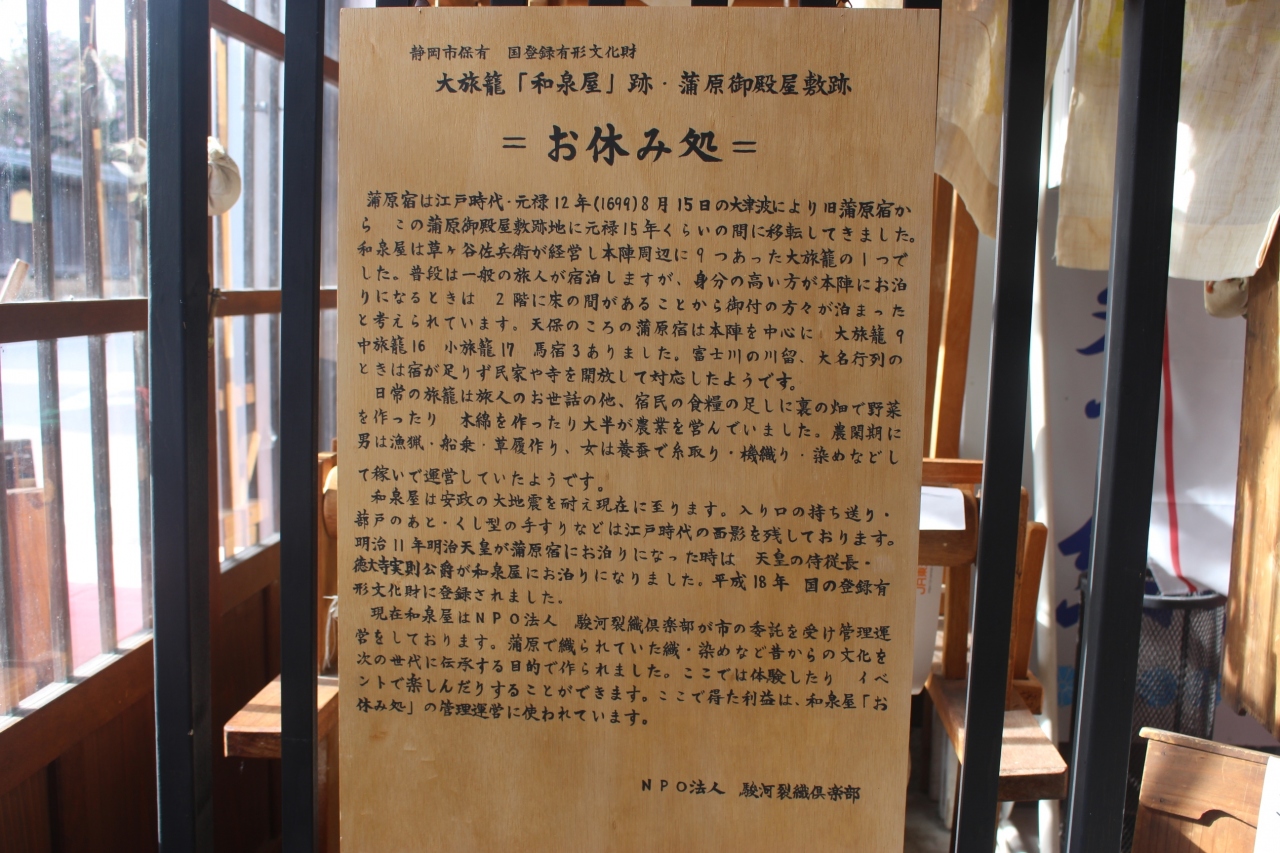 静岡市保有　国登録有形文化財
大旅籠「和泉屋」跡・蒲原御殿屋敷跡
＝お休み処＝
蒲原宿は江戸時代・元禄12年(1699)8月15日の大津波により旧蒲原宿か
ら　この蒲原御殿屋敷跡地に元禄15年くらいの間に移転してきました。
和泉屋は草ヶ谷佐兵衛が経営し本陣周辺に9つあった大旅籠の1つで
した。普段は一般の旅人が宿泊しますが、身分の高い方が本陣にお泊
りになるときは　2階に床の間があることから御付の方々が泊まった
と考えられています。天保のころの蒲原宿は本陣を中心に　大旅籠9
中旅籠16　小旅籠17　馬宿3ありました。富士川の川留、大名行列の
ときは宿が足りず民家や寺を開放して対応したようです。
日常の旅籠は旅人のお世話の他、宿民の食糧の足しに裏の畑で野菜
を作ったり　木綿を作ったり大半が農業を営んでいました。農閑期に
男は漁猟・船乗・草履作り、女は養蚕で糸取り・機織り・染めなどし
て稼いで運営していたようです。
和泉屋は安政の大地震を耐え現在に至ります。入り口の持ち送り・
蔀戸のあと・くし型の手すりなどは江戸時代の面影を残しております。
明治11年明治天皇が蒲原宿にお泊りになった時は　天皇の侍従長・
徳大寺実則公爵が和泉屋にお泊りになりました。平成18年　国の登録有
形文化財に登録されました。
現在和泉屋はNPO法人　駿河裂織倶楽部が市の委託を受け管理運
営をしております。蒲原で織られていた織・染めなど昔からの文化を
次の世代に伝承する目的で作られました。ここでは体験したり　イベ
ントで楽しんだりすることができます。ここで得た利益は、和泉屋「お
休み処」の管理運営に使われています。
NPO法人　駿河裂織倶楽部